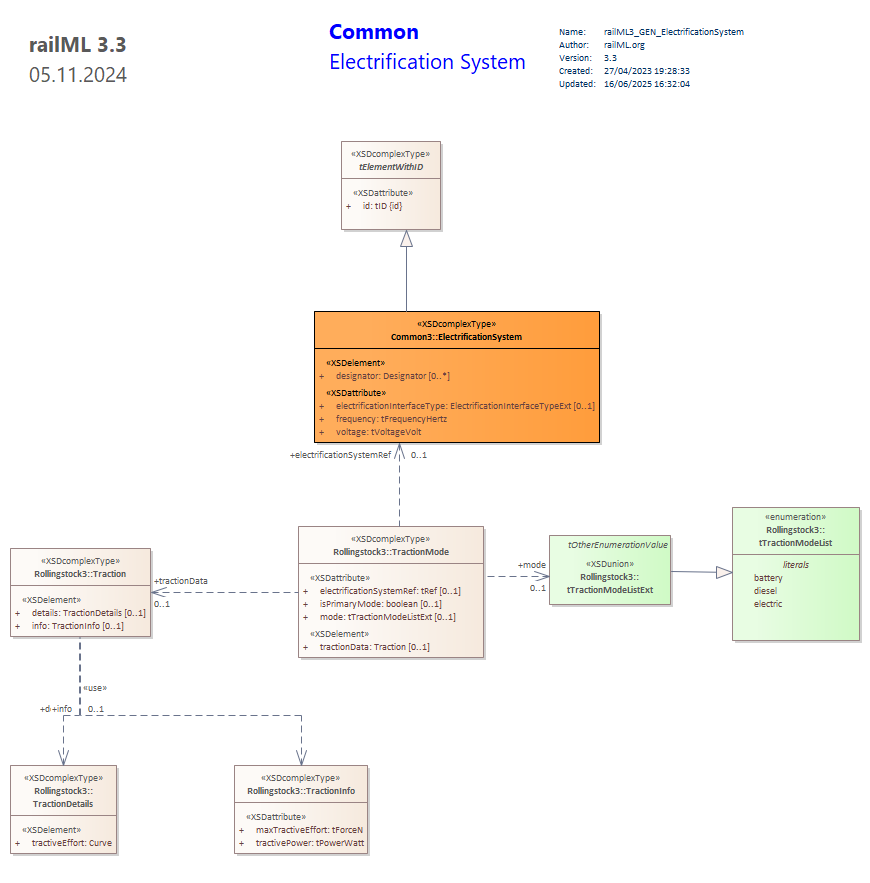 railML 3.3
05.11.2024
Common
Electrification System
Name: railML3_GEN_ElectrificationSystem
Author: railML.org
Version: 3.3
Created: 27/04/2023 19:28:33
Updated: 16/06/2025 16:32:04
«XSDcomplexType»
tElementWithID
«XSDattribute»
+ id: tID {id}
«XSDcomplexType»
Common3::ElectrificationSystem
«XSDelement»
+ designator: Designator [0..*]
«XSDattribute»
+ electrificationInterfaceType: ElectrificationInterfaceTypeExt [0..1]
+ frequency: tFrequencyHertz
+ voltage: tVoltageVolt
+electrificationSystemRef 0..1
«XSDcomplexType»
Rollingstock3::TractionMode
«XSDattribute»
+ electrificationSystemRef: tRef [0..1]
+ isPrimaryMode: boolean [0..1]
+ mode: tTractionModeListExt [0..1]
«XSDelement»
+ tractionData: Traction [0..1]
+mode
0..1
tOtherEnumerationValue
«XSDunion»
Rollingstock3::
tTractionModeListExt
«enumeration»
Rollingstock3::
tTractionModeList
literals
battery
diesel
electric
+tractionData
0..1
«XSDcomplexType»
Rollingstock3::Traction
«XSDelement»
+ details: TractionDetails [0..1]
+ info: TractionInfo [0..1]
«use»
+d +info 0..1
«XSDcomplexType»
Rollingstock3::
TractionDetails
«XSDelement»
+ tractiveEffort: Curve
«XSDcomplexType»
Rollingstock3::TractionInfo
«XSDattribute»
+ maxTractiveEffort: tForceN
+ tractivePower: tPowerWatt